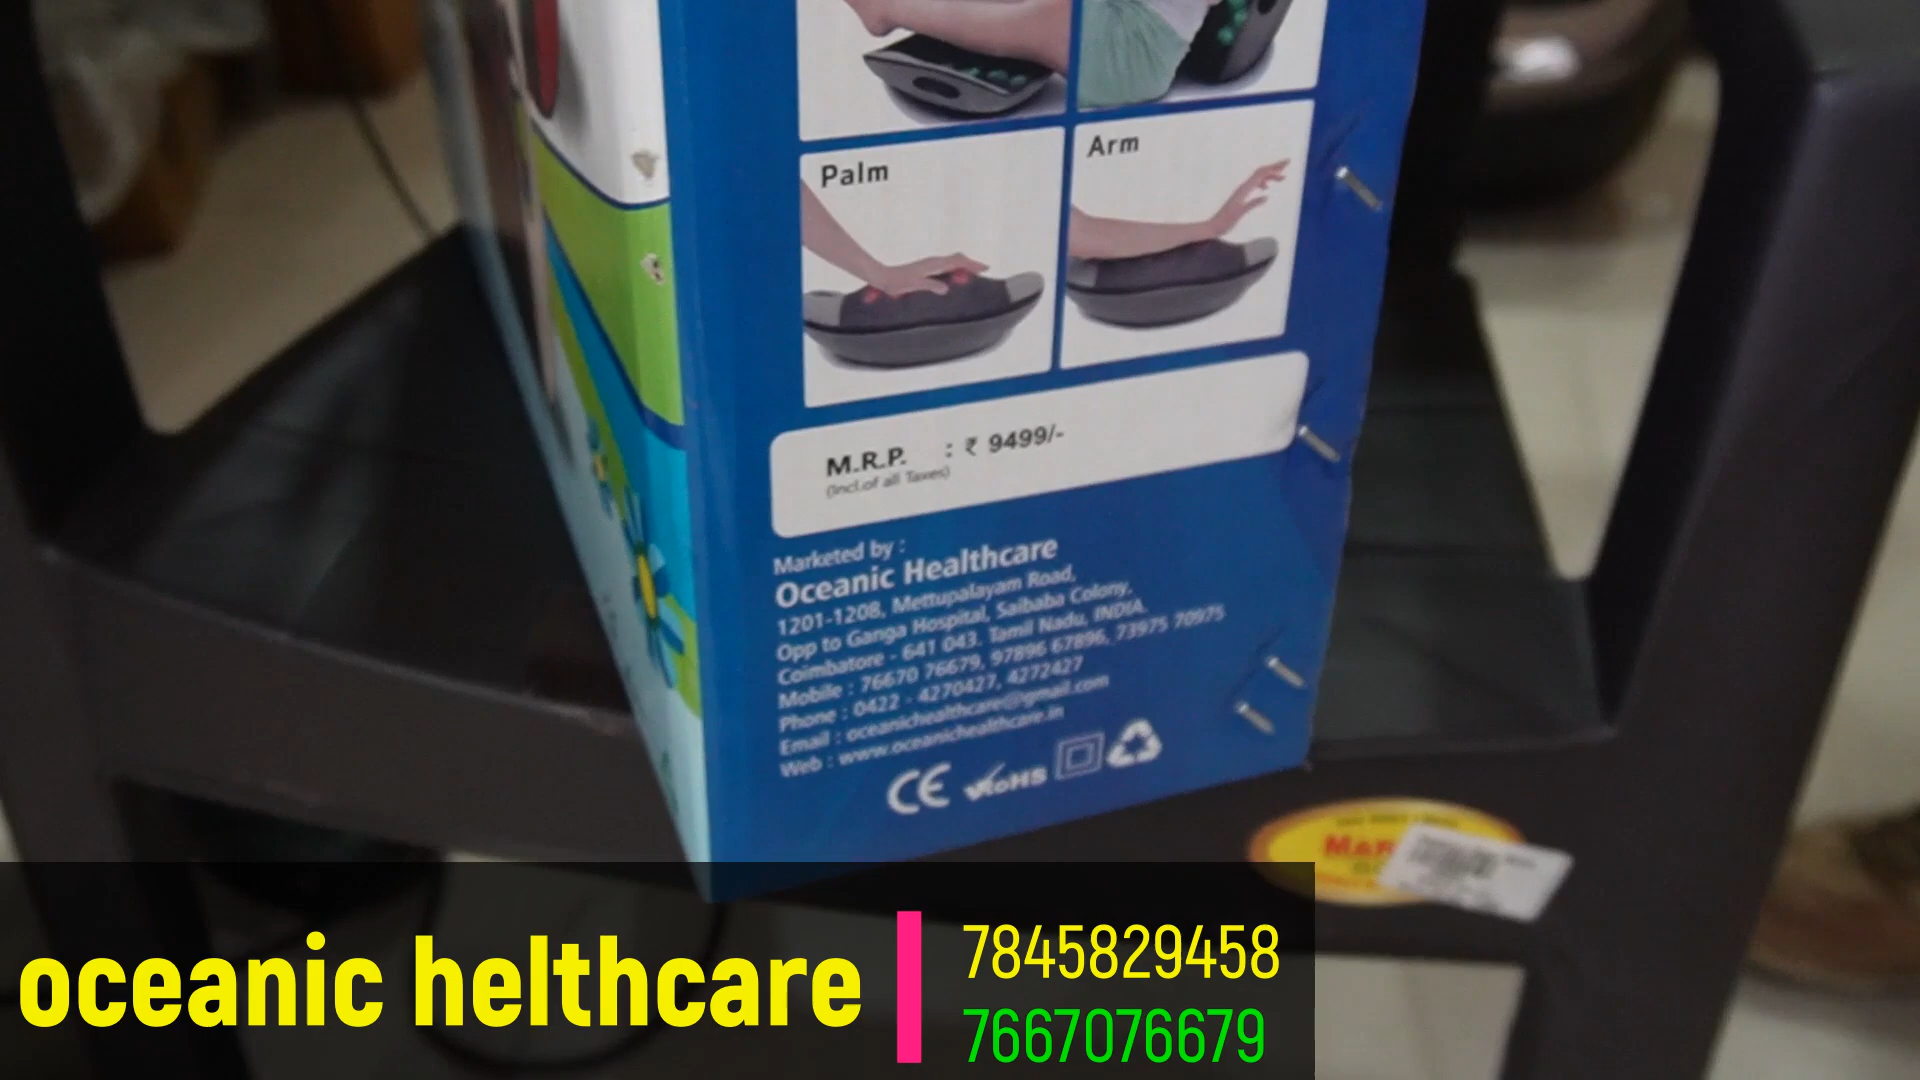 Palm
Arm
M.R.P. : ₹ 9499/-
(Incl.of all Taxes)
Marketed by :
Oceanic Healthcare
1201-1208, Mettupalayam Road,
Opp to Ganga Hospital, Saibaba Colony,
Coimbatore - 641 043. Tamil Nadu, INDIA.
Mobile : 76670 76679, 97896 67896, 73975 70975
Phone : 0422 - 4270427, 4272427
Email : oceanichealthcare@gmail.com
Web : www.oceanichealthcare.in
CE RoHS
oceanic helthcare
7845829458
7667076679